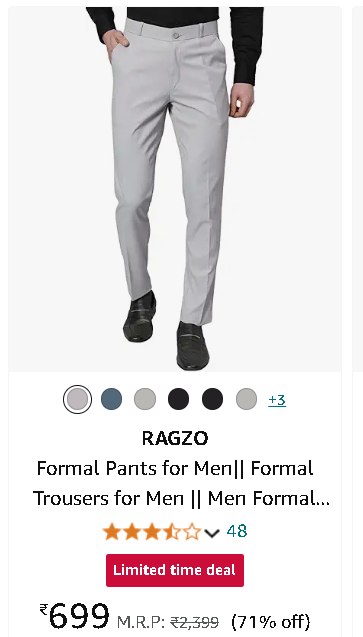 +3
RAGZO
Formal Pants for Men|| Formal
Trousers for Men || Men Formal...
48
Limited time deal
₹699 M.R.P: ₹2,399 (71% off)